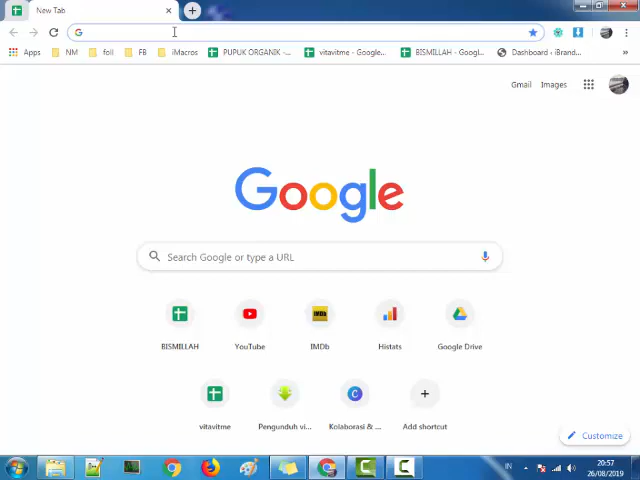 New Tab
Apps NM foli FB iMacros PUPUK ORGANIK -... vitavitme - Google... BISMILLAH - Googl... Dashboard ‹ iBran... »
Gmail Images
Google
Search Google or type a URL
BISMILLAH YouTube IMDb Histats Google Drive
vitavitme Pengunduh vi... Kolaborasi & ... Add shortcut
Customize
IN 20:57
26/08/2019